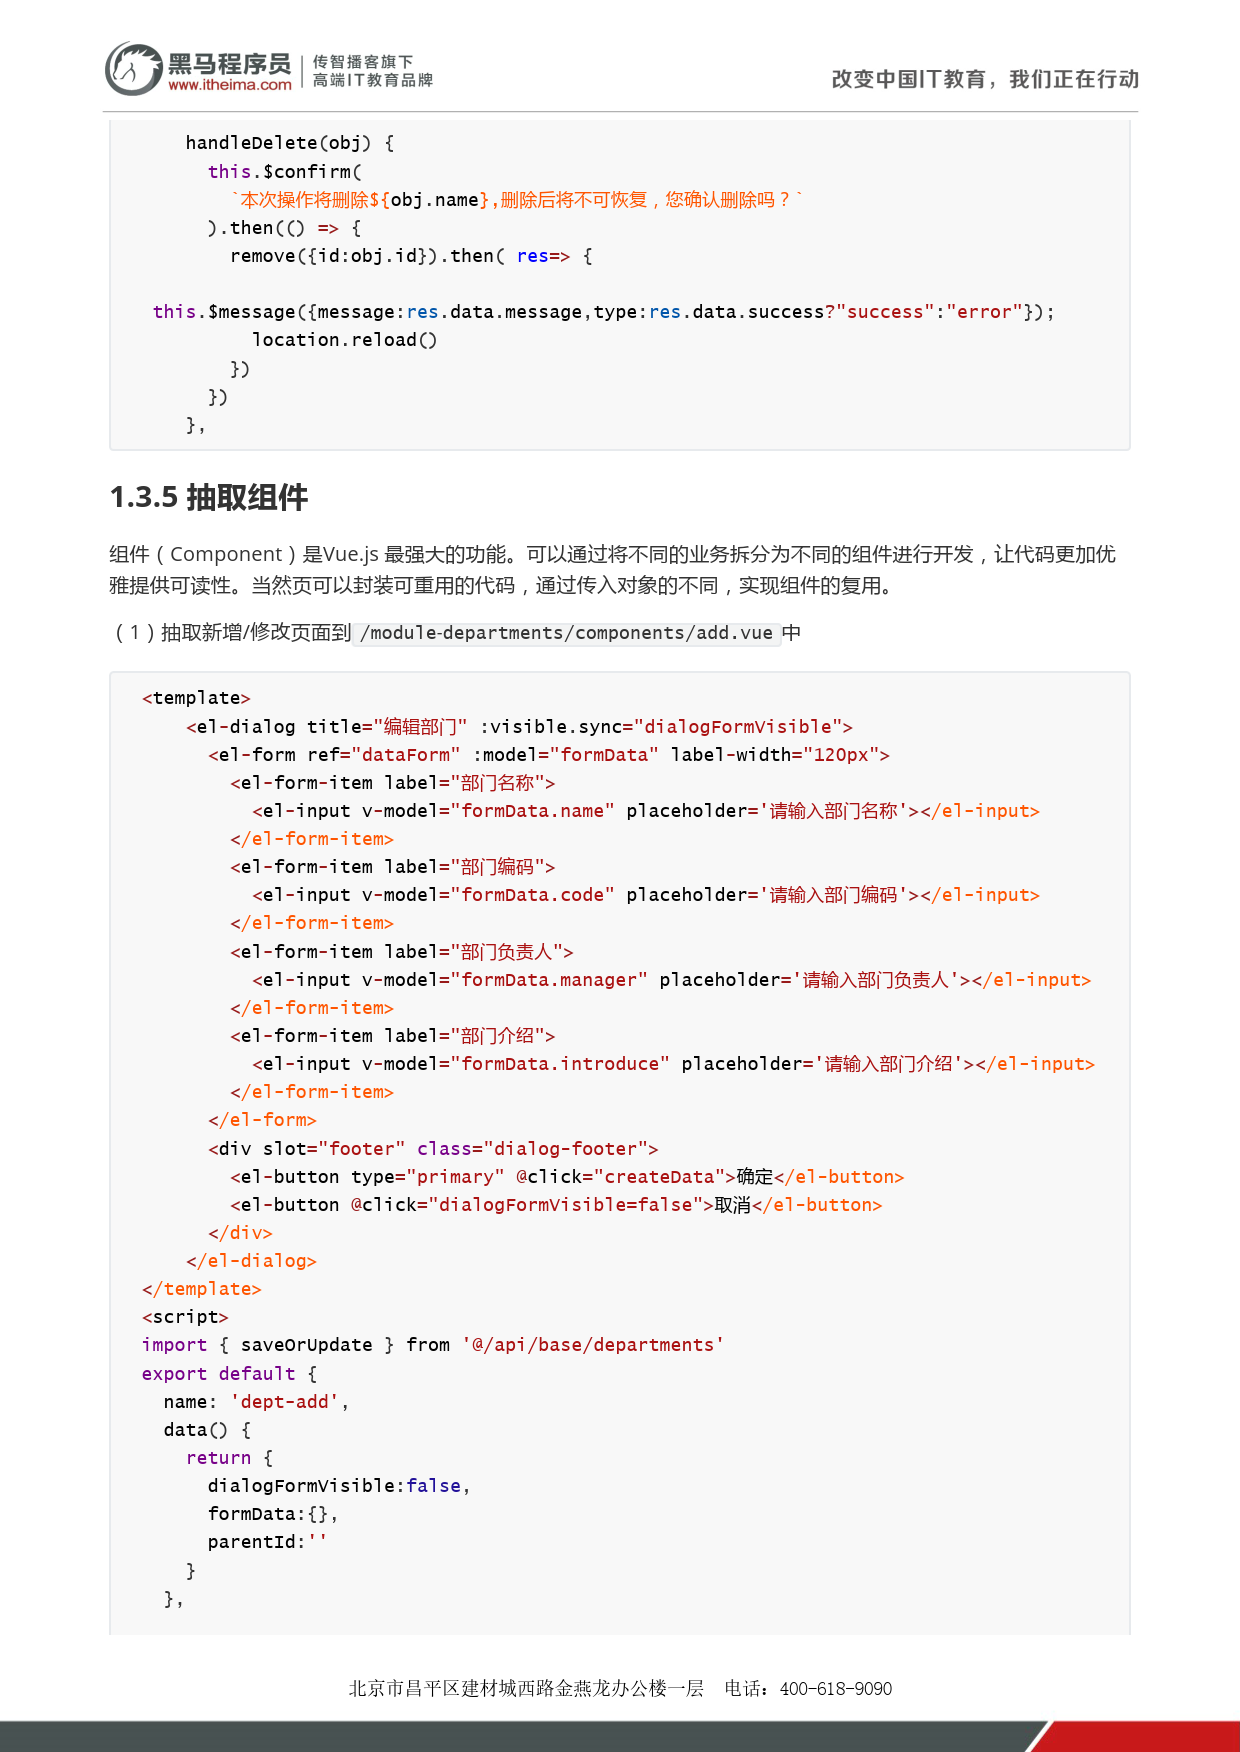 黑马程序员
www.itheima.com
传智播客旗下
高端IT教育品牌
改变中国IT教育，我们正在行动
handleDelete(obj) {
this.$confirm(
`本次操作将删除${obj.name},删除后将不可恢复，您确认删除吗？`
).then(() => {
remove({id:obj.id}).then( res=> {
this.$message({message:res.data.message,type:res.data.success?"success":"error"});
location.reload()
})
})
},
1.3.5 抽取组件
组件（Component）是Vue.js 最强大的功能。可以通过将不同的业务拆分为不同的组件进行开发，让代码更加优
雅提供可读性。当然页可以封装可重用的代码，通过传入对象的不同，实现组件的复用。
（1）抽取新增/修改页面到 /module-departments/components/add.vue 中
<template>
<el-dialog title="编辑部门" :visible.sync="dialogFormVisible">
<el-form ref="dataForm" :model="formData" label-width="120px">
<el-form-item label="部门名称">
<el-input v-model="formData.name" placeholder='请输入部门名称'></el-input>
</el-form-item>
<el-form-item label="部门编码">
<el-input v-model="formData.code" placeholder='请输入部门编码'></el-input>
</el-form-item>
<el-form-item label="部门负责人">
<el-input v-model="formData.manager" placeholder='请输入部门负责人'></el-input>
</el-form-item>
<el-form-item label="部门介绍">
<el-input v-model="formData.introduce" placeholder='请输入部门介绍'></el-input>
</el-form-item>
</el-form>
<div slot="footer" class="dialog-footer">
<el-button type="primary" @click="createData">确定</el-button>
<el-button @click="dialogFormVisible=false">取消</el-button>
</div>
</el-dialog>
</template>
<script>
import { saveOrUpdate } from '@/api/base/departments'
export default {
name: 'dept-add',
data() {
return {
dialogFormVisible:false,
formData:{},
parentId:''
}
},
北京市昌平区建材城西路金燕龙办公楼一层 电话：400-618-9090